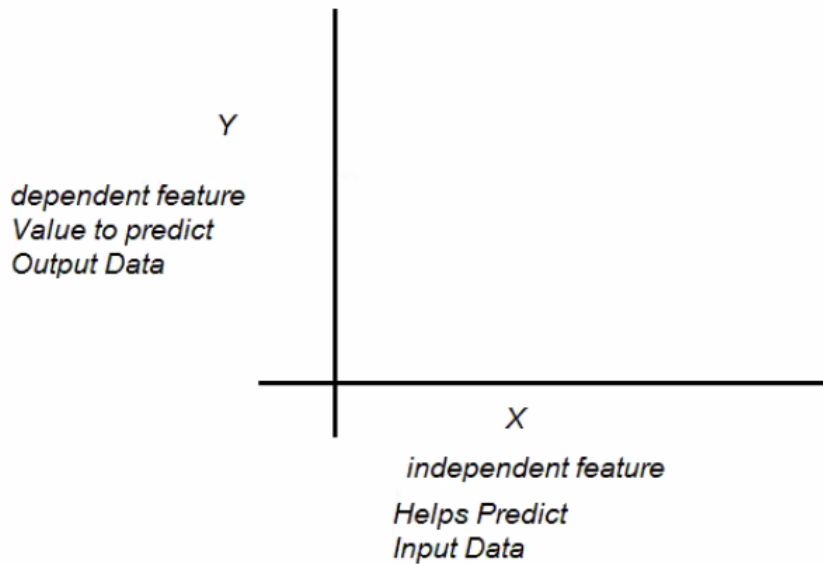 Y
dependent feature
Value to predict
Output Data
X
independent feature
Helps Predict
Input Data